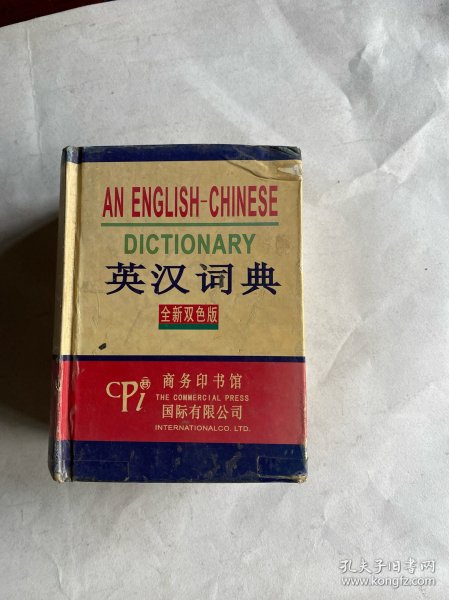 AN ENGLISH-CHINESE
DICTIONARY
英汉词典
全新双色版
CPi
商务印书馆
THE COMMERCIAL PRESS
国际有限公司
INTERNATIONALCO. LTD.
孔夫子旧书网
www.kongfz.com